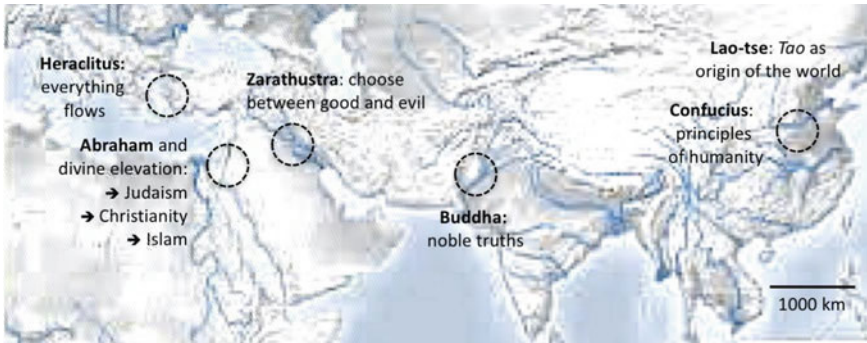 Heraclitus:
everything
flows
Zarathustra: choose
between good and evil
Lao-tse: Tao as
origin of the world
Confucius:
principles
of humanity
Abraham and
divine elevation:
➔ Judaism
➔ Christianity
➔ Islam
Buddha:
noble truths
1000 km